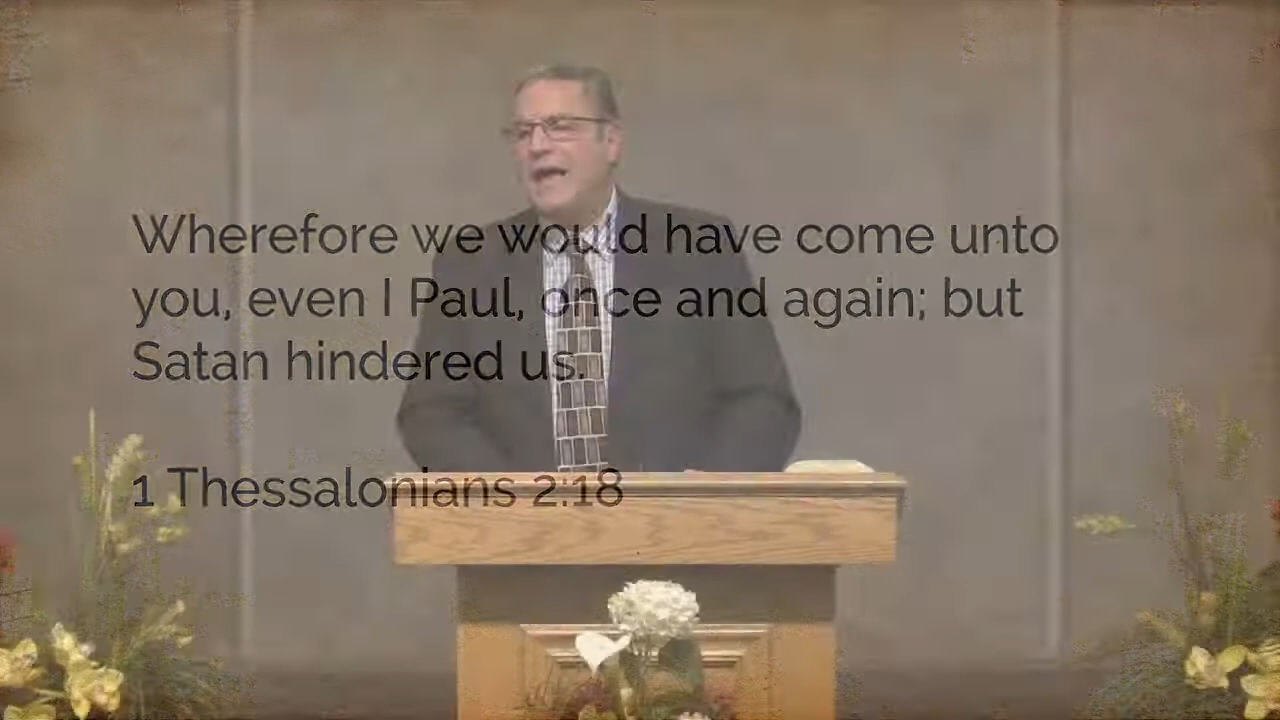 Wherefore we would have come unto
you, even I Paul, once and again; but
Satan hindered us.
1 Thessalonians 2:18